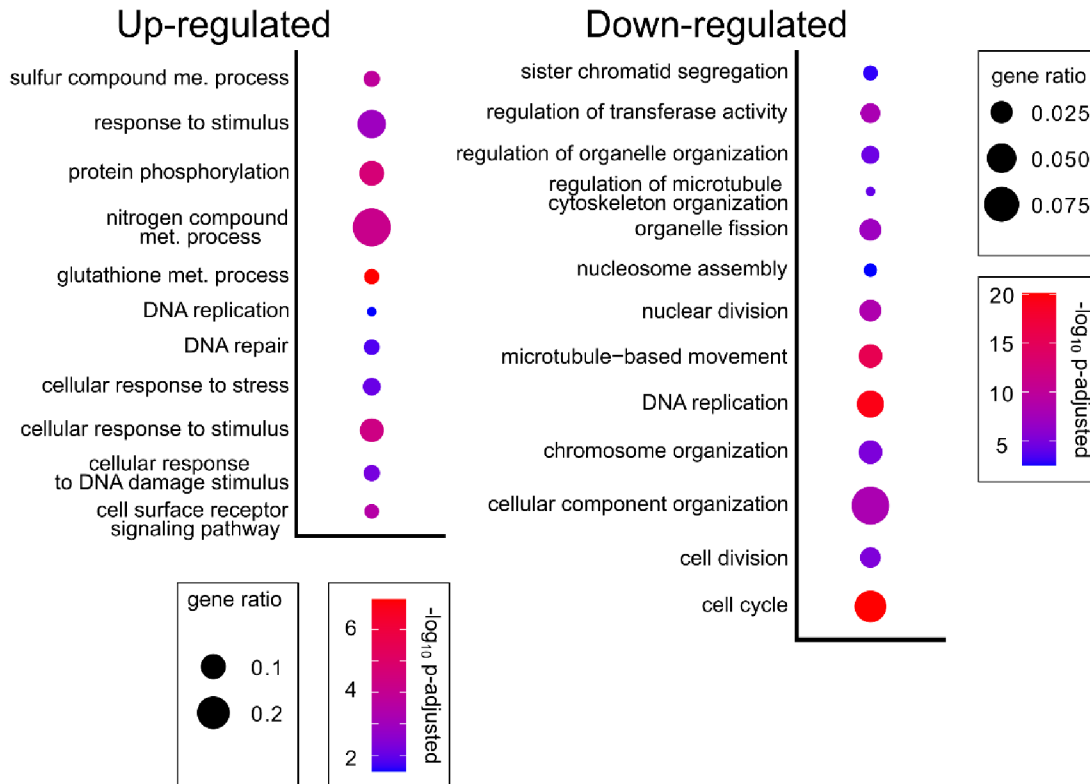 Up-regulated
sulfur compound me. process
response to stimulus
protein phosphorylation
nitrogen compound
met. process
glutathione met. process
DNA replication
DNA repair
cellular response to stress
cellular response to stimulus
cellular response
to DNA damage stimulus
cell surface receptor
signaling pathway
gene ratio
0.1
0.2
6
4
2
-log10 p-adjusted
Down-regulated
sister chromatid segregation
regulation of transferase activity
regulation of organelle organization
regulation of microtubule
cytoskeleton organization
organelle fission
nucleosome assembly
nuclear division
microtubule−based movement
DNA replication
chromosome organization
cellular component organization
cell division
cell cycle
gene ratio
0.025
0.050
0.075
20
15
10
5
-log10 p-adjusted